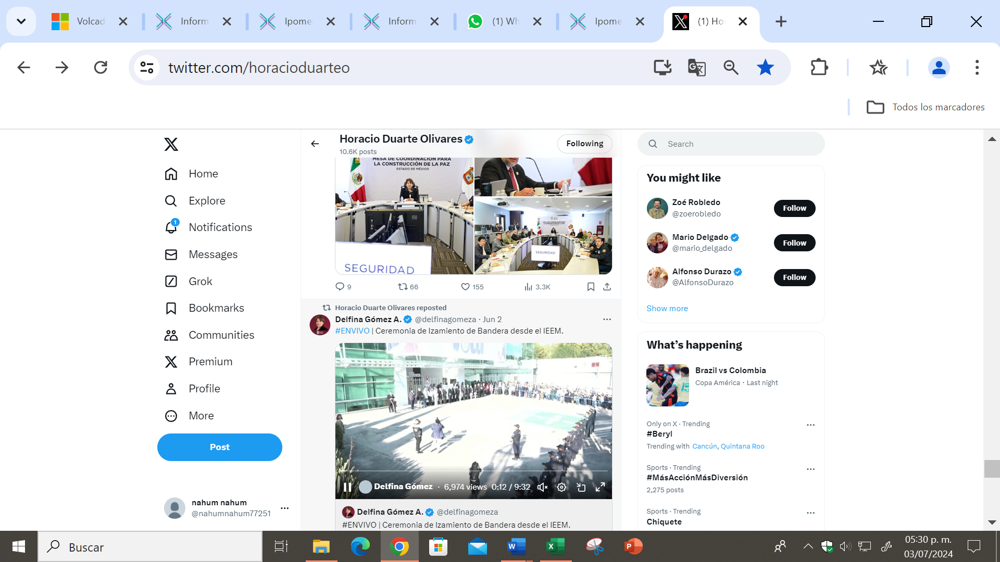 Volcad
Inform
Ipome
Inform
(1) Wh
Ipome
(1) Ho
twitter.com/horacioduarteo
Todos los marcadores
Horacio Duarte Olivares
10.6K posts
Following
Search
Home
Explore
1
Notifications
Messages
Grok
Bookmarks
Communities
Premium
Profile
More
Post
nahum nahum
@nahumnahum77251
MESA DE COORDINACIÓN PARA
LA CONSTRUCCIÓN DE LA PAZ
ESTADO DE MÉXICO
SEGURIDAD
SEGURIDAD
9
66
155
3.3K
Horacio Duarte Olivares reposted
Delfina Gómez A. @delfinagomeza · Jun 2
#ENVIVO | Ceremonia de Izamiento de Bandera desde el IEEM.
Delfina Gómez · 6,974 views 0:12 / 9:32
Delfina Gómez A. @delfinagomeza
#ENVIVO | Ceremonia de Izamiento de Bandera desde el IEEM.
You might like
Zoé Robledo
@zoerobledo
Follow
Mario Delgado
@mario_delgado
Follow
Alfonso Durazo
@AlfonsoDurazo
Follow
Show more
What's happening
Brazil vs Colombia
Copa América · Last night
Only on X · Trending
#Beryl
Trending with Cancún, Quintana Roo
Sports · Trending
#MásAcciónMásDiversión
2,275 posts
Sports · Trending
Chiquete
Buscar
05:30 p. m.
03/07/2024